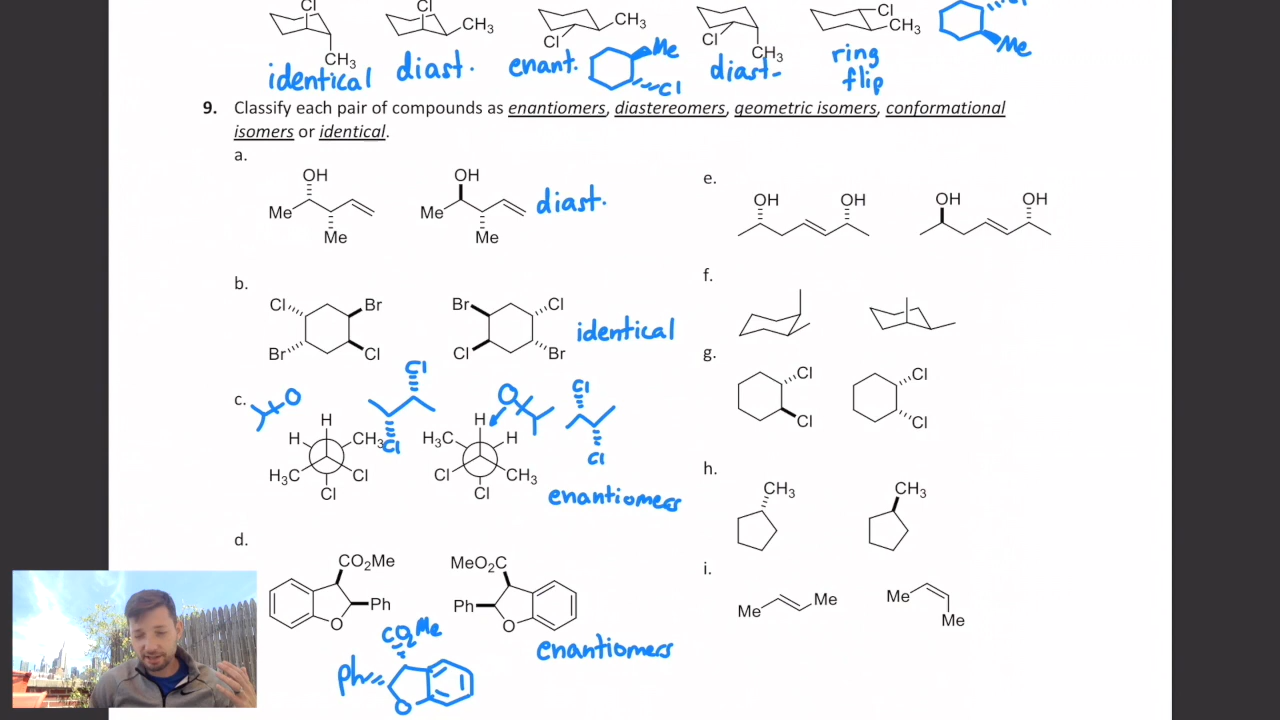 Cl Cl CH₃ Cl Cl CH₃ Cl CH₃ CH₃ Cl CH₃ Me
identical diast. enant. Me Cl diast. ring flip
9. Classify each pair of compounds as enantiomers, diastereomers, geometric isomers, conformational
isomers or identical.
a.
OH OH
Me Me diast.
Me Me
b.
Cl Br Br Cl
identical
Br Cl Cl Br
c.
O Cl O Cl
H H
H CH₃ Cl H₃C H Cl
H₃C Cl Cl CH₃
Cl Cl enantiomers
d.
CO₂Me MeO₂C
Ph Ph
O O
CO₂Me enantiomers
Ph
O
e.
OH OH OH OH
f.
g.
Cl Cl
Cl Cl
h.
CH₃ CH₃
i.
Me Me Me
Me